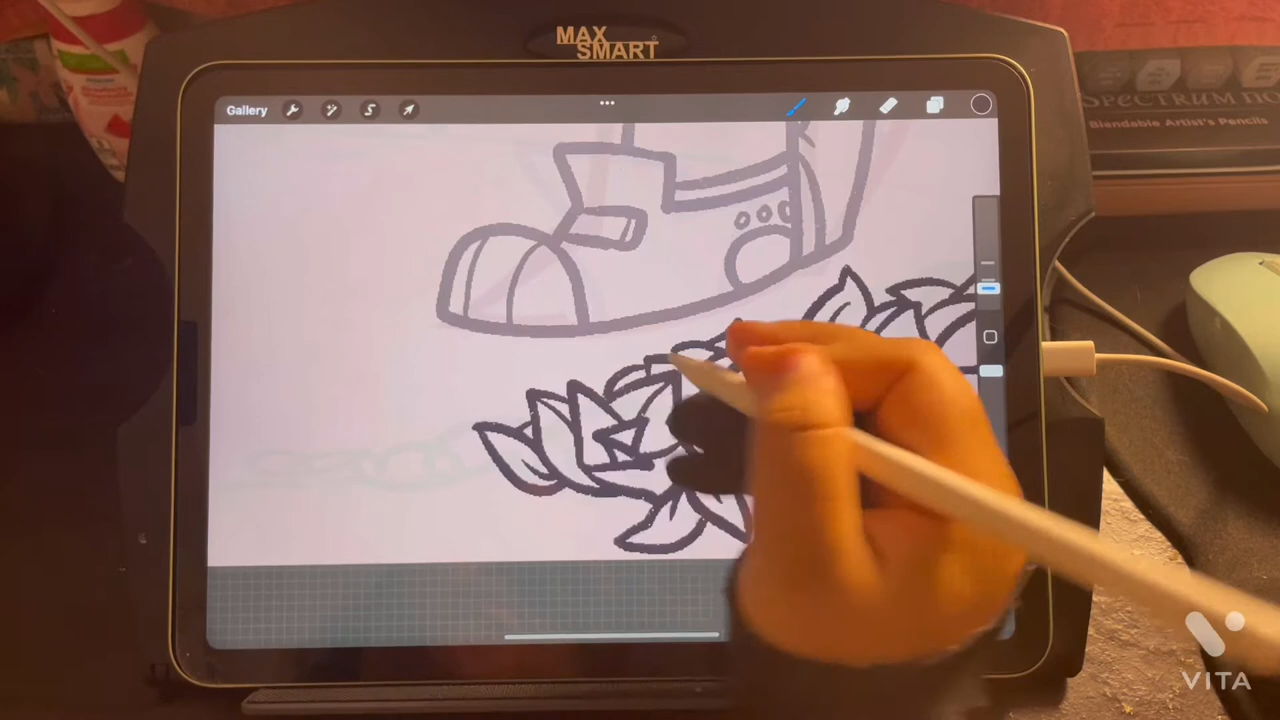 MAX
SMART
Gallery
SPECTRUM NO
Blendable Artist's Pencils
VITA